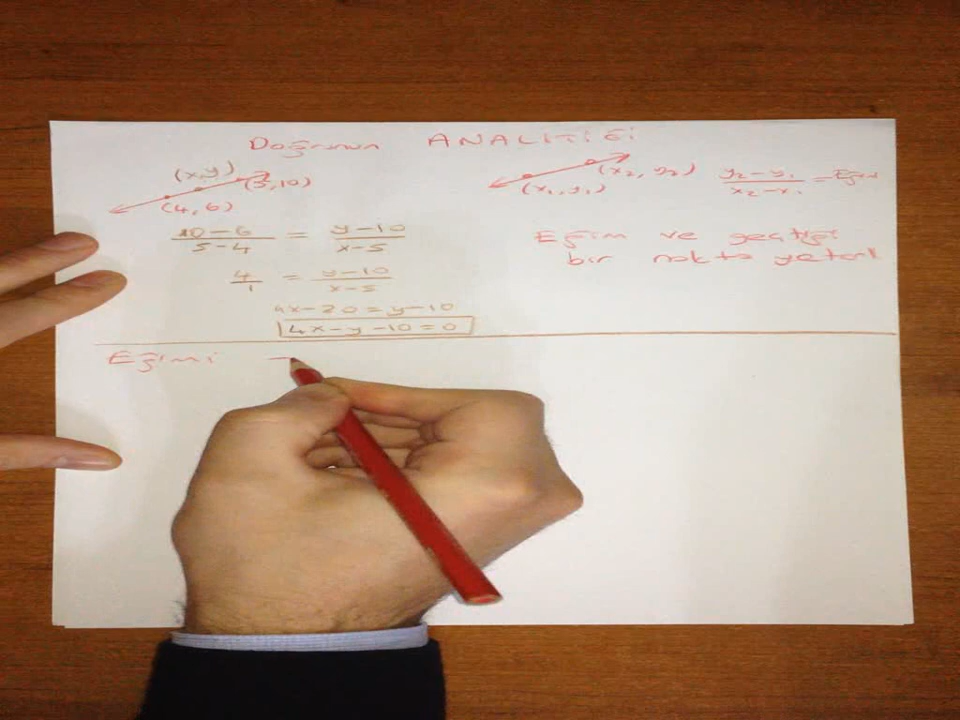 Doğrunun ANALİTİĞİ
(x,y)
(5,10)
(4,6)
10-6/5-4 = y-10/x-5
4/1 = y-10/x-5
4x-20=y-10
4x-y-10=0
(x₂, y₂)
(x₁, y₁)
y₂-y₁/x₂-x₁ = Eğim
Eğim ve geçtiği
bir nokta yeterli
Eğimi